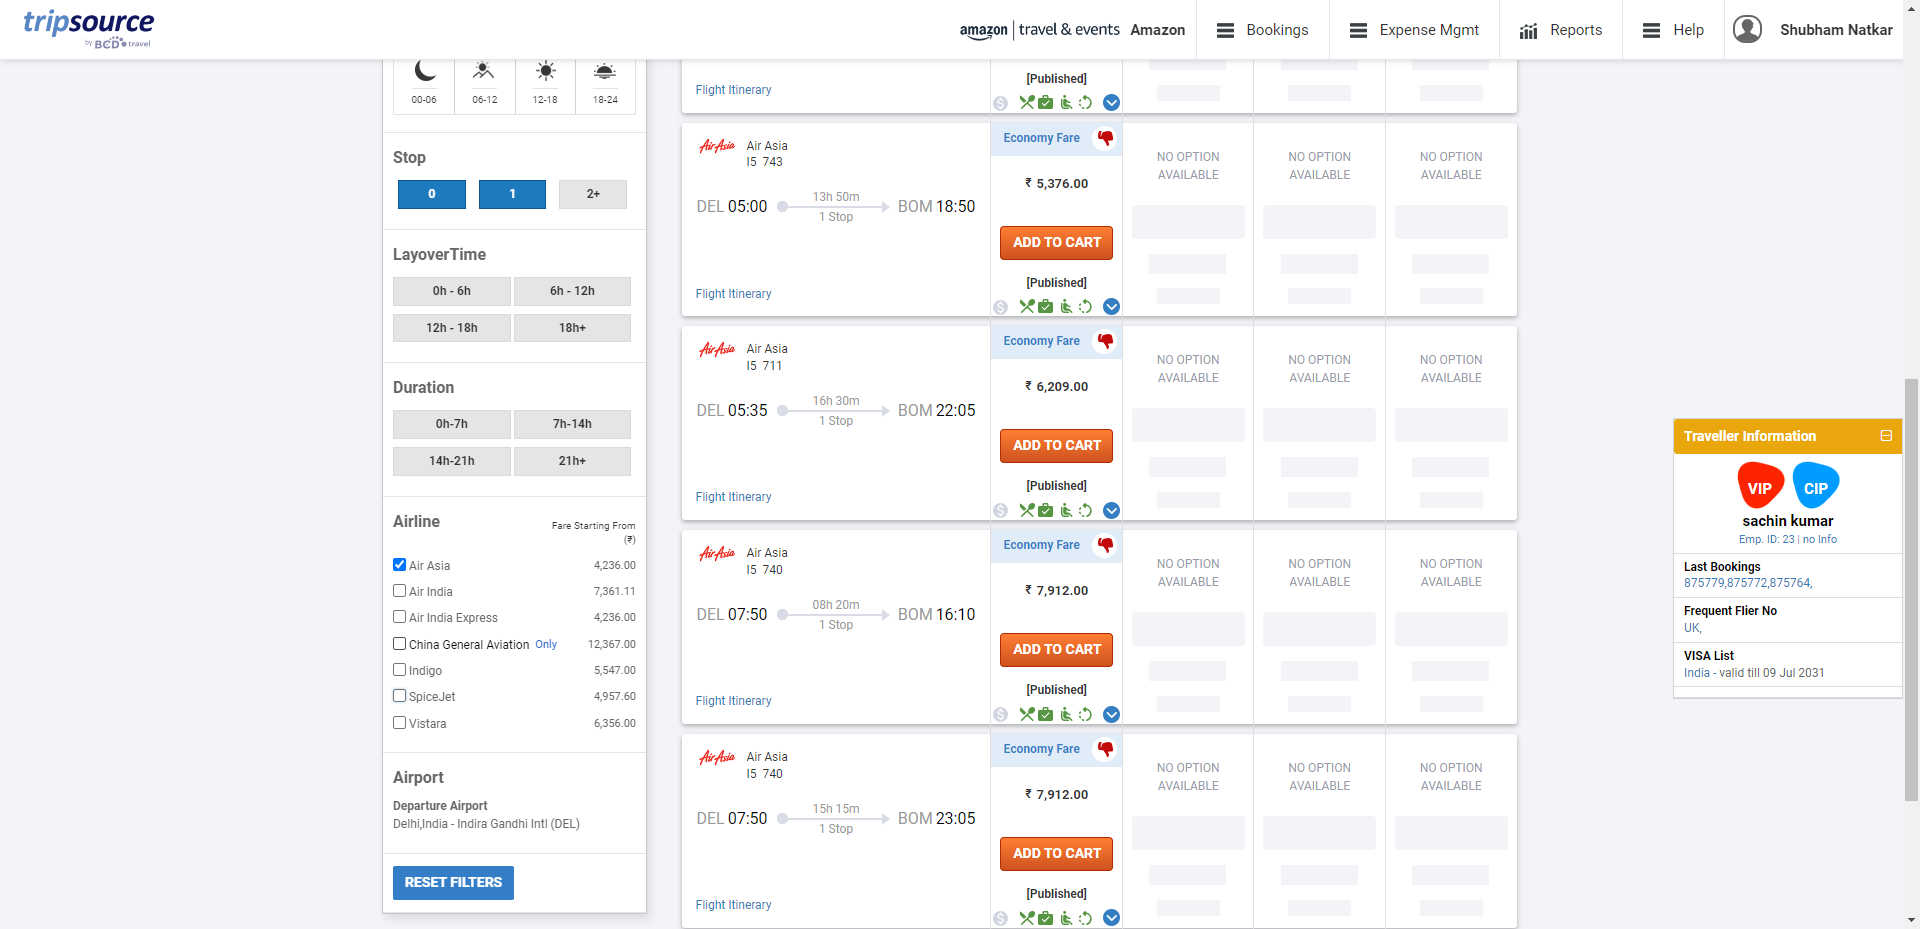 tripsource
by BCD travel
amazon | travel & events Amazon
Bookings
Expense Mgmt
Reports
Help
Shubham Natkar
00-06
06-12
12-18
18-24
Stop
0
1
2+
LayoverTime
0h - 6h
6h - 12h
12h - 18h
18h+
Duration
0h-7h
7h-14h
14h-21h
21h+
Airline
Fare Starting From
(₹)
Air Asia 4,236.00
Air India 7,361.11
Air India Express 4,236.00
China General Aviation Only 12,367.00
Indigo 5,547.00
SpiceJet 4,957.60
Vistara 6,356.00
Airport
Departure Airport
Delhi,India - Indira Gandhi Intl (DEL)
RESET FILTERS
Flight Itinerary
[Published]
AirAsia
Air Asia
I5 743
DEL 05:00
13h 50m
1 Stop
BOM 18:50
Flight Itinerary
Economy Fare
₹ 5,376.00
ADD TO CART
[Published]
NO OPTION
AVAILABLE
NO OPTION
AVAILABLE
NO OPTION
AVAILABLE
AirAsia
Air Asia
I5 711
DEL 05:35
16h 30m
1 Stop
BOM 22:05
Flight Itinerary
Economy Fare
₹ 6,209.00
ADD TO CART
[Published]
NO OPTION
AVAILABLE
NO OPTION
AVAILABLE
NO OPTION
AVAILABLE
AirAsia
Air Asia
I5 740
DEL 07:50
08h 20m
1 Stop
BOM 16:10
Flight Itinerary
Economy Fare
₹ 7,912.00
ADD TO CART
[Published]
NO OPTION
AVAILABLE
NO OPTION
AVAILABLE
NO OPTION
AVAILABLE
AirAsia
Air Asia
I5 740
DEL 07:50
15h 15m
1 Stop
BOM 23:05
Flight Itinerary
Economy Fare
₹ 7,912.00
ADD TO CART
[Published]
NO OPTION
AVAILABLE
NO OPTION
AVAILABLE
NO OPTION
AVAILABLE
Traveller Information
VIP
CIP
sachin kumar
Emp. ID: 23 | no Info
Last Bookings
875779,875772,875764,
Frequent Flier No
UK,
VISA List
India - valid till 09 Jul 2031